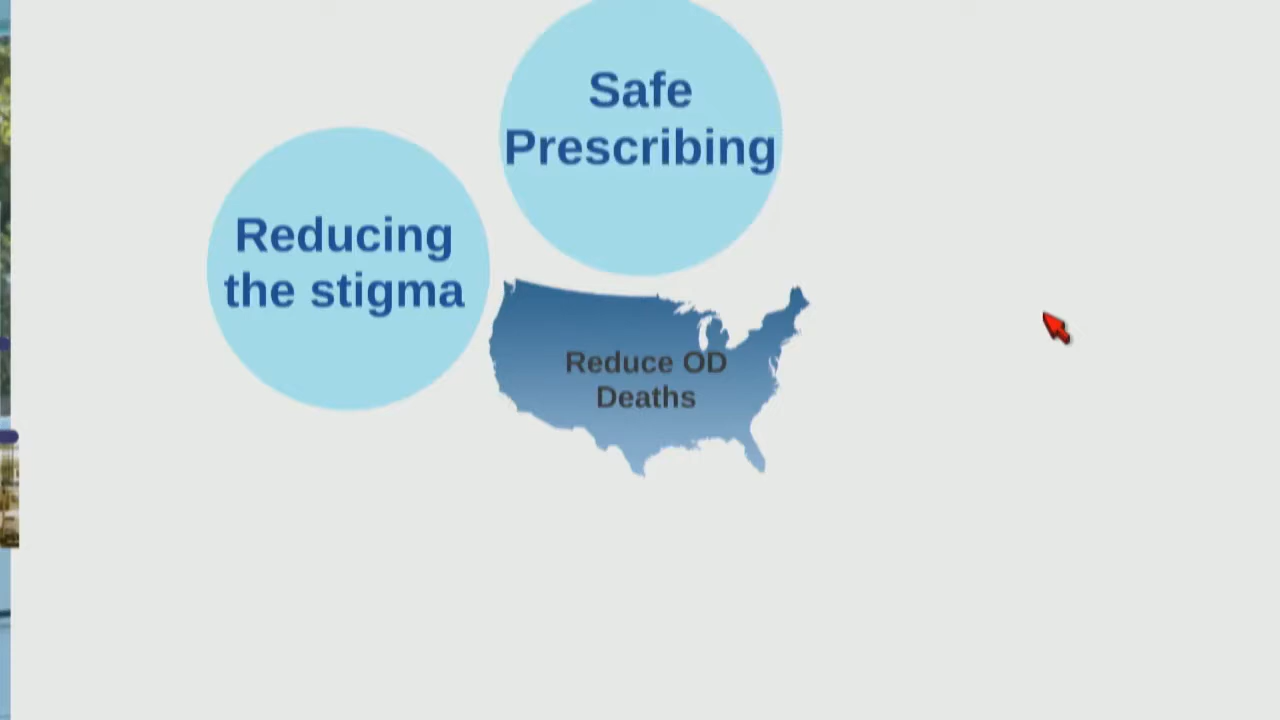 Safe
Prescribing
Reducing
the stigma
Reduce OD
Deaths